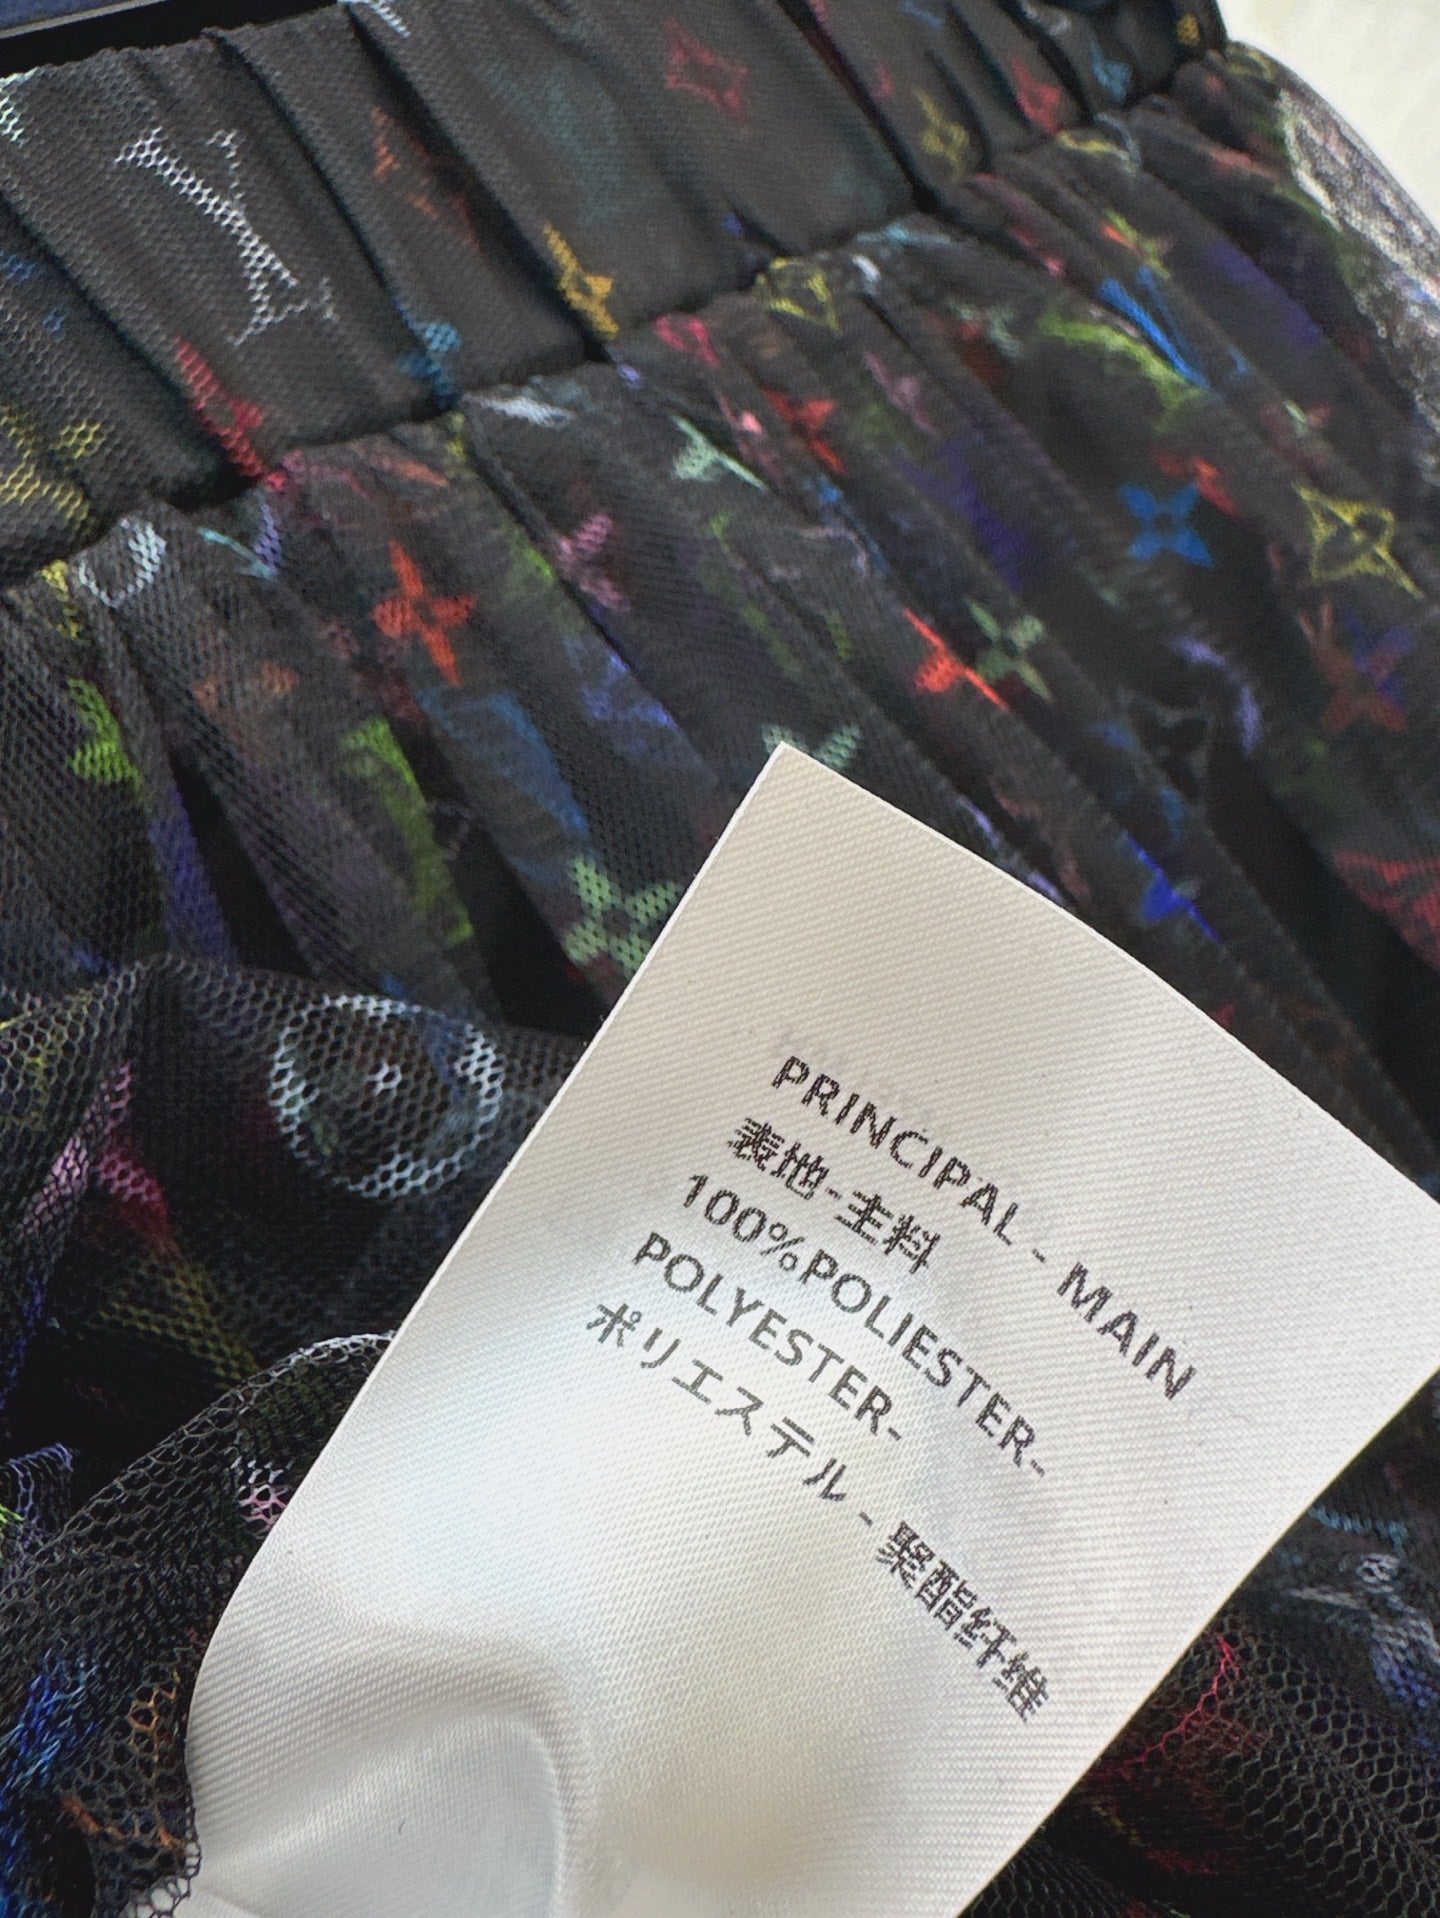 PRINCIPAL - MAIN
表地-主料
100%POLIESTER-
POLYESTER-
ポリエステル - 聚酯纤维